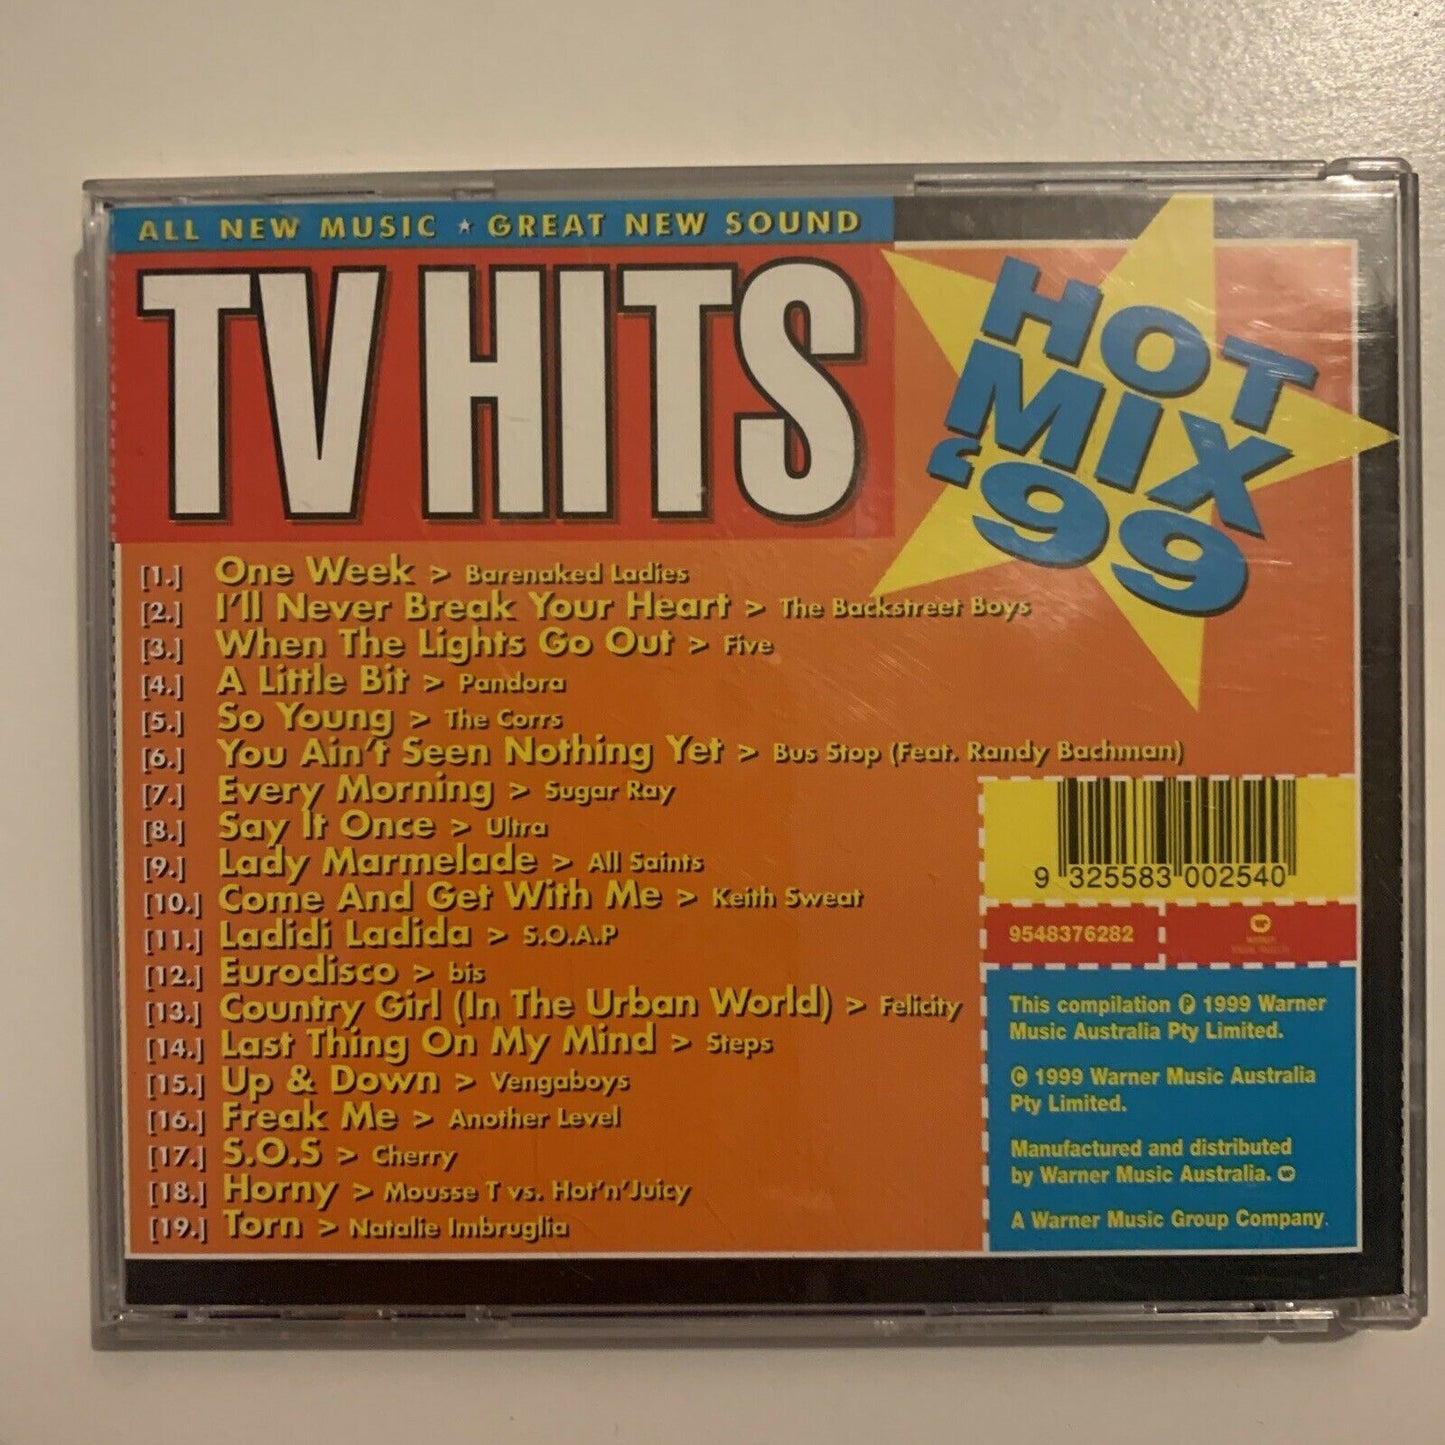 ALL NEW MUSIC ★ GREAT NEW SOUND
TV HITS
HOT
MIX
'99
[1.] One Week > Barenaked Ladies
[2.] I'll Never Break Your Heart > The Backstreet Boys
[3.] When The Lights Go Out > Five
[4.] A Little Bit > Pandora
[5.] So Young > The Corrs
[6.] You Ain't Seen Nothing Yet > Bus Stop (Feat. Randy Bachman)
[7.] Every Morning > Sugar Ray
[8.] Say It Once > Ultra
[9.] Lady Marmelade > All Saints
[10.] Come And Get With Me > Keith Sweat
[11.] Ladidi Ladida > S.O.A.P
[12.] Eurodisco > bis
[13.] Country Girl (In The Urban World) > Felicity
[14.] Last Thing On My Mind > Steps
[15.] Up & Down > Vengaboys
[16.] Freak Me > Another Level
[17.] S.O.S > Cherry
[18.] Horny > Mousse T vs. Hot'n'Juicy
[19.] Torn > Natalie Imbruglia
9 325583 002540
9548376282
This compilation ℗ 1999 Warner
Music Australia Pty Limited.
© 1999 Warner Music Australia
Pty Limited.
Manufactured and distributed
by Warner Music Australia.
A Warner Music Group Company.